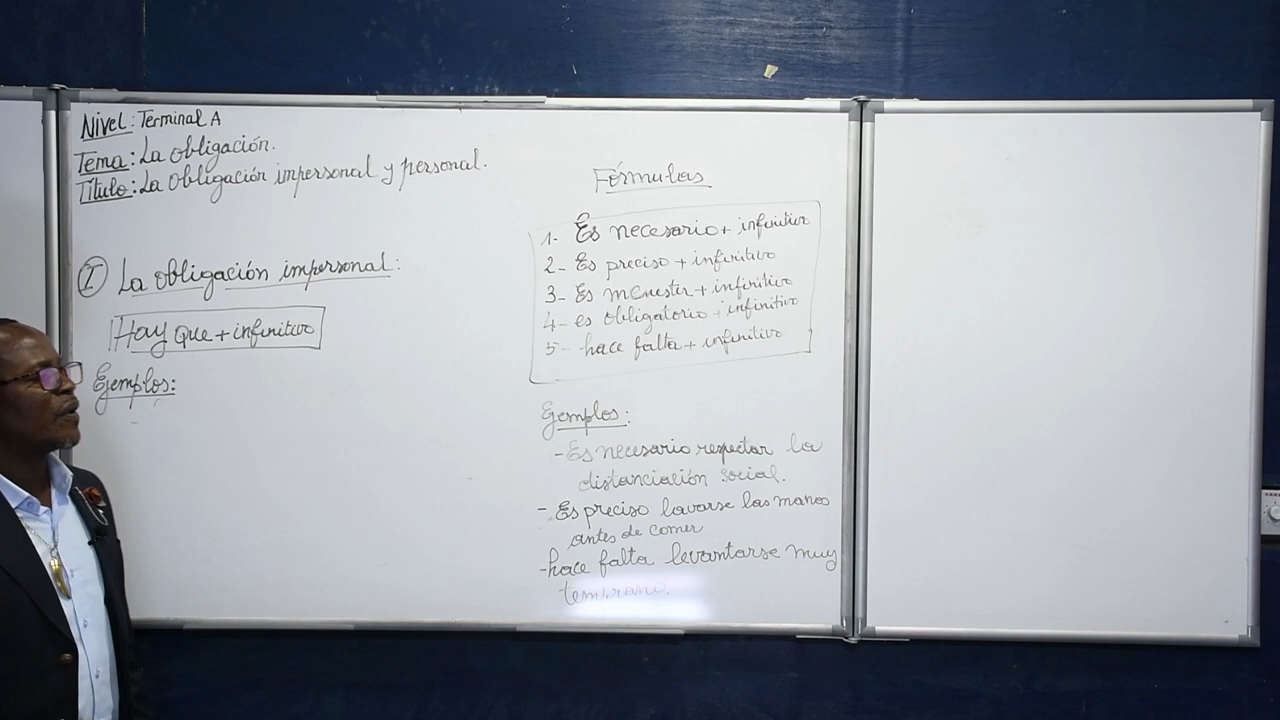 Nivel: Terminal A
Tema: La obligación.
Título: La obligación impersonal y personal.
I La obligación impersonal:
Hay que + infinitivo
Ejemplos:
Fórmulas
1- Es necesario + infinitivo
2- Es preciso + infinitivo
3- Es menester + infinitivo
4- es obligatorio + infinitivo
5- hace falta + infinitivo
Ejemplos:
- Es necesario respectar la
distanciación social.
- Es preciso lavarse las manos
antes de comer
- hace falta levantarse muy
temprano.